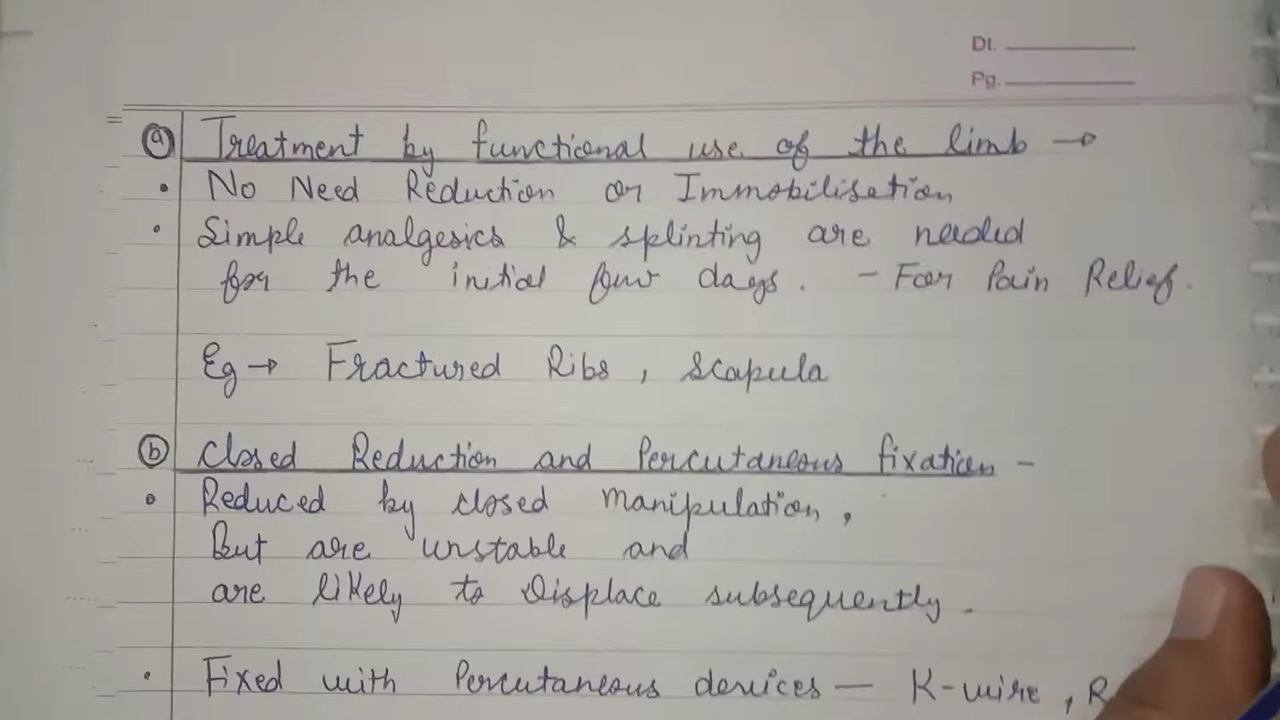 Dt.
Pg.
(a) Treatment by functional use of the limb →
• No Need Reduction or Immobilisation
• Simple analgesics & splinting are needed
for the initial few days. - For Pain Relief.
Eg → Fractured Ribs, Scapula
(b) Closed Reduction and Percutaneous fixation -
• Reduced by closed manipulation,
But are unstable and
are likely to Displace subsequently.
• Fixed with Percutaneous devices — K-wire, R